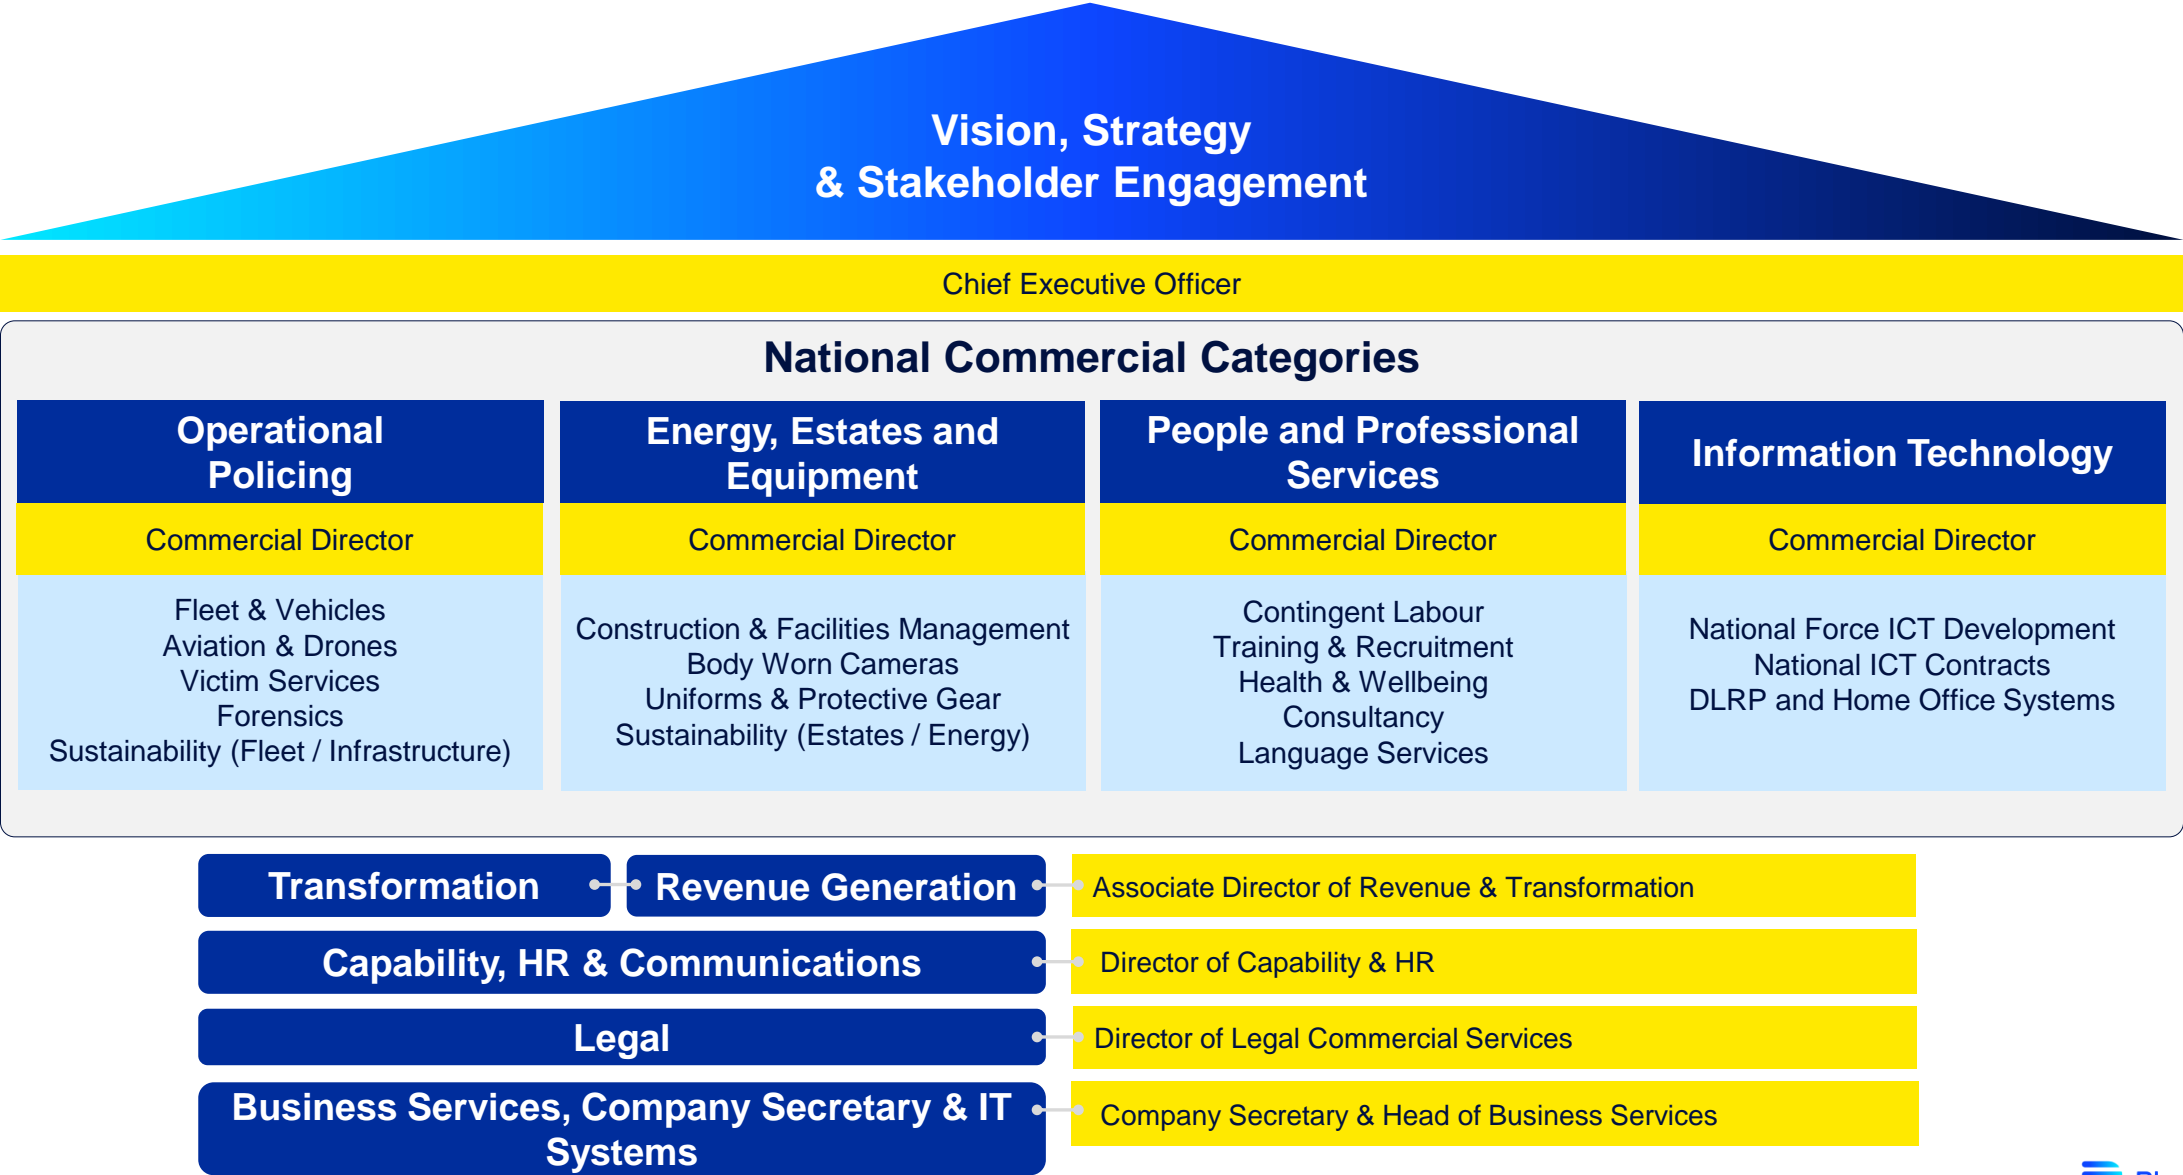 Vision, Strategy
& Stakeholder Engagement
Chief Executive Officer
National Commercial Categories
Operational
Policing
Commercial Director
Fleet & Vehicles
Aviation & Drones
Victim Services
Forensics
Sustainability (Fleet / Infrastructure)
Energy, Estates and
Equipment
Commercial Director
Construction & Facilities Management
Body Worn Cameras
Uniforms & Protective Gear
Sustainability (Estates / Energy)
People and Professional
Services
Commercial Director
Contingent Labour
Training & Recruitment
Health & Wellbeing
Consultancy
Language Services
Information Technology
Commercial Director
National Force ICT Development
National ICT Contracts
DLRP and Home Office Systems
Transformation
Revenue Generation
Associate Director of Revenue & Transformation
Capability, HR & Communications
Director of Capability & HR
Legal
Director of Legal Commercial Services
Business Services, Company Secretary & IT
Systems
Company Secretary & Head of Business Services